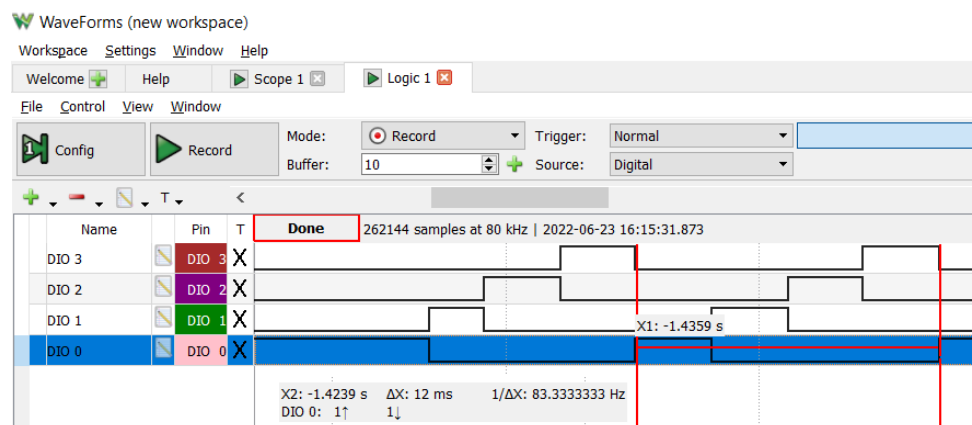 WaveForms (new workspace)
Workspace Settings Window Help
Welcome Help Scope 1 Logic 1
File Control View Window
1 Config Record Mode: Record Trigger: Normal
Buffer: 10 Source: Digital
T <
Name Pin T Done 262144 samples at 80 kHz | 2022-06-23 16:15:31.873
DIO 3 DIO 3 X
DIO 2 DIO 2 X
DIO 1 DIO 1 X
X1: -1.4359 s
DIO 0 DIO 0 X
X2: -1.4239 s ΔX: 12 ms 1/ΔX: 83.3333333 Hz
DIO 0: 1↑ 1↓